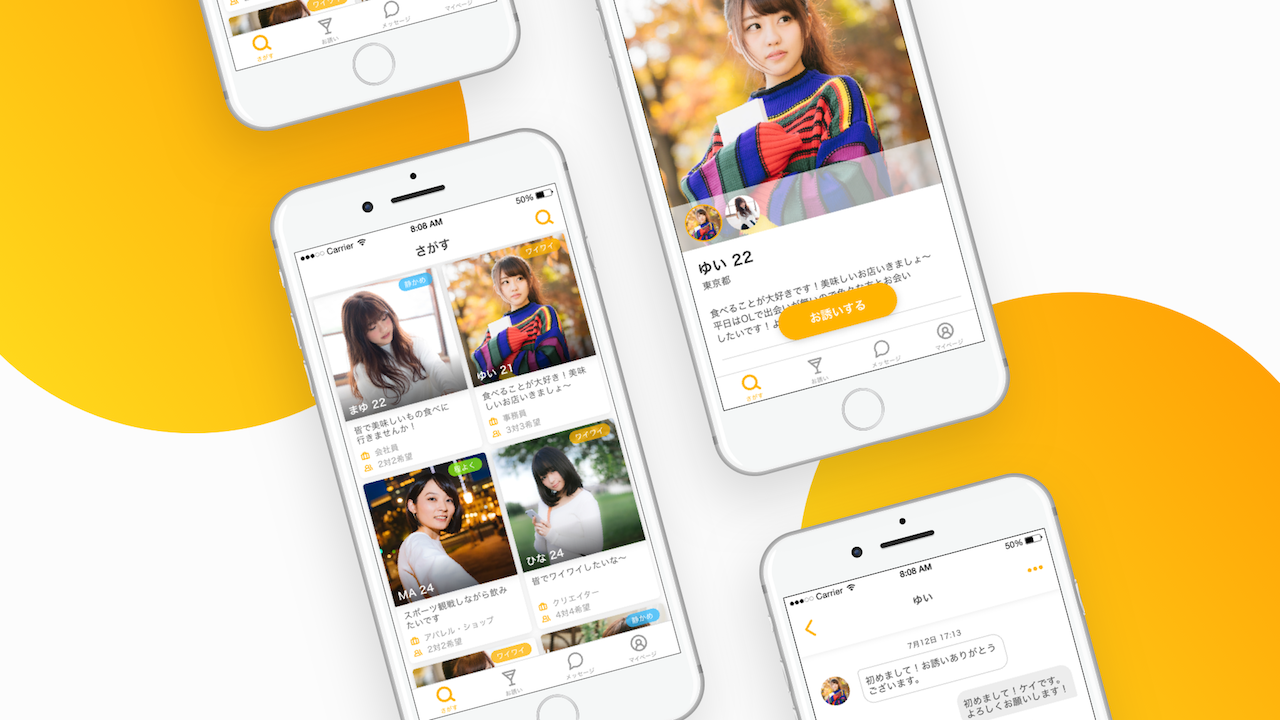 ワイワイ
さがす
お誘い
メッセージ
マイページ
Carrier
8:08 AM
50%
さがす
静かめ
まゆ 22
皆で美味しいもの食べに
行きませんか！
会社員
2対2希望
ワイワイ
ゆい 21
食べることが大好き！美味
しいお店いきましょ〜
事務員
3対3希望
MA 24
スポーツ観戦しながら飲み
たいです
アパレル・ショップ
2対2希望
ワイワイ
ひな 24
皆でワイワイしたいな〜
クリエイター
4対4希望
ワイワイ
静かめ
さがす
お誘い
メッセージ
マイページ
ゆい 22
東京都
食べることが大好きです！美味しいお店いきましょ〜
平日はOLで出会いが無いので色々な方とお会い
したいです！よ
お誘いする
さがす
お誘い
メッセージ
マイページ
Carrier
8:08 AM
50%
ゆい
7月12日 17:13
初めまして！お誘いありがとう
ございます。
初めまして！ケイです。
よろしくお願いします！